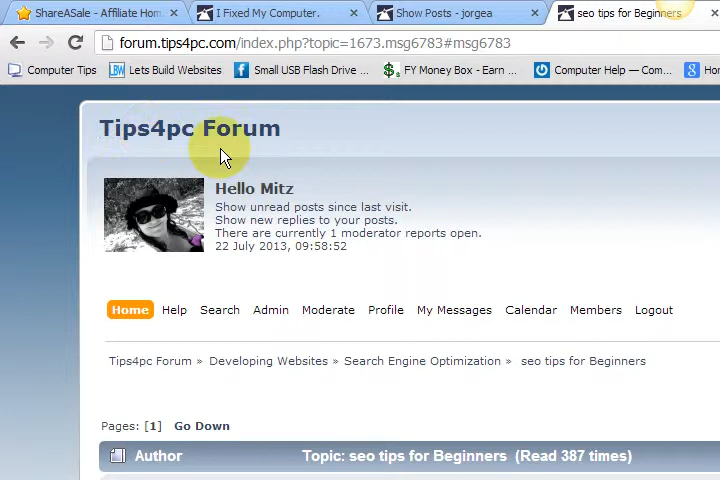 ShareASale - Affiliate Hom
I Fixed My Computer.
Show Posts - jorgea
seo tips for Beginners
forum.tips4pc.com/index.php?topic=1673.msg6783#msg6783
Computer Tips
LBW Lets Build Websites
Small USB Flash Drive ...
FY Money Box - Earn ...
Computer Help — Com...
Hon
Tips4pc Forum
Hello Mitz
Show unread posts since last visit.
Show new replies to your posts.
There are currently 1 moderator reports open.
22 July 2013, 09:58:52
Home Help Search Admin Moderate Profile My Messages Calendar Members Logout
Tips4pc Forum » Developing Websites » Search Engine Optimization » seo tips for Beginners
Pages: [1] Go Down
Author Topic: seo tips for Beginners (Read 387 times)